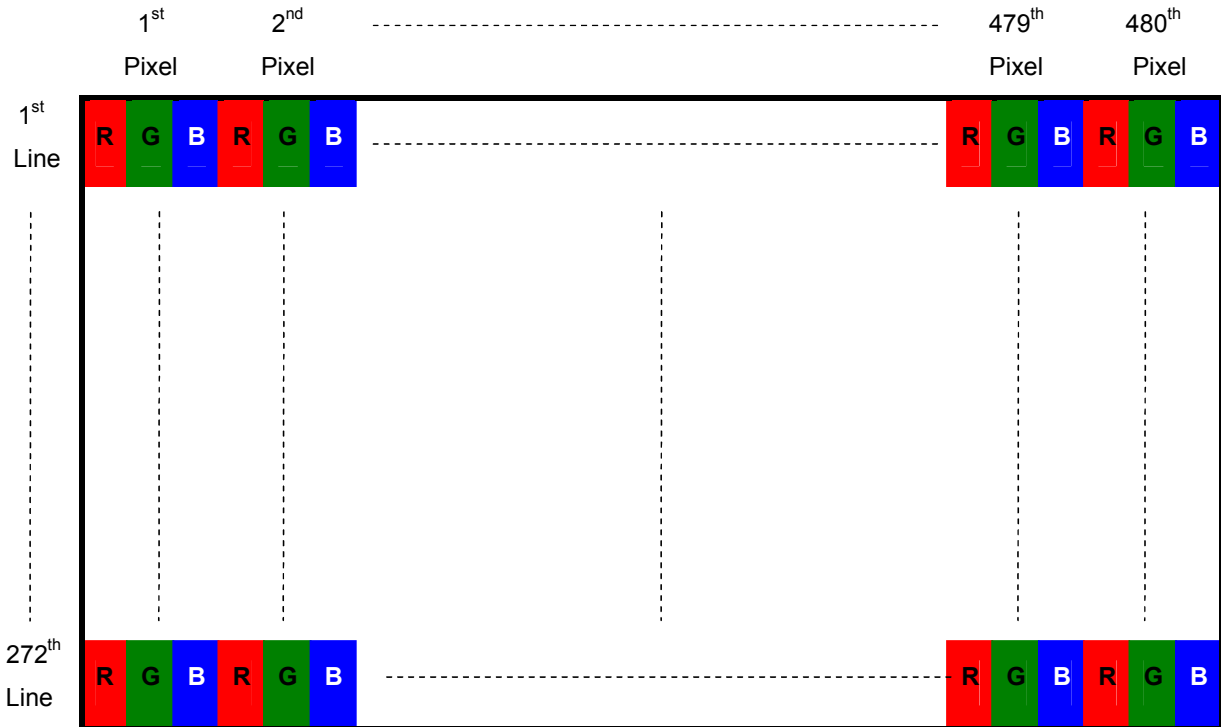 1st 2nd 479th 480th
Pixel Pixel Pixel Pixel
1st
Line
R G B R G B R G B R G B
272th
Line
R G B R G B R G B R G B